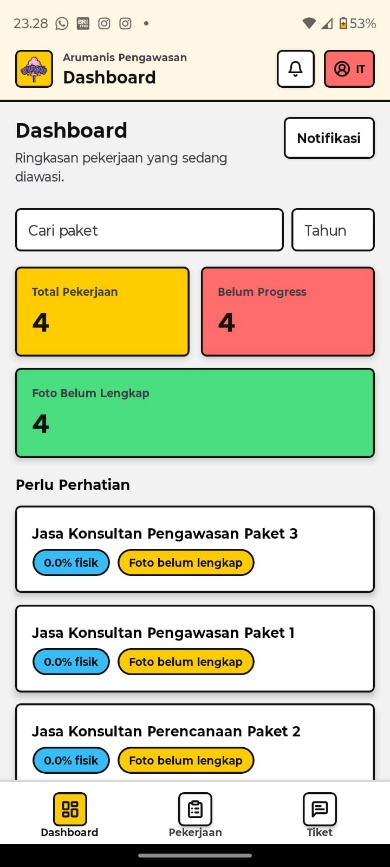 23.28 53%
Arumanis Pengawasan
Dashboard
IT
Dashboard
Notifikasi
Ringkasan pekerjaan yang sedang
diawasi.
Cari paket
Tahun
Total Pekerjaan
4
Belum Progress
4
Foto Belum Lengkap
4
Perlu Perhatian
Jasa Konsultan Pengawasan Paket 3
0.0% fisik Foto belum lengkap
Jasa Konsultan Pengawasan Paket 1
0.0% fisik Foto belum lengkap
Jasa Konsultan Perencanaan Paket 2
0.0% fisik Foto belum lengkap
Dashboard Pekerjaan Tiket